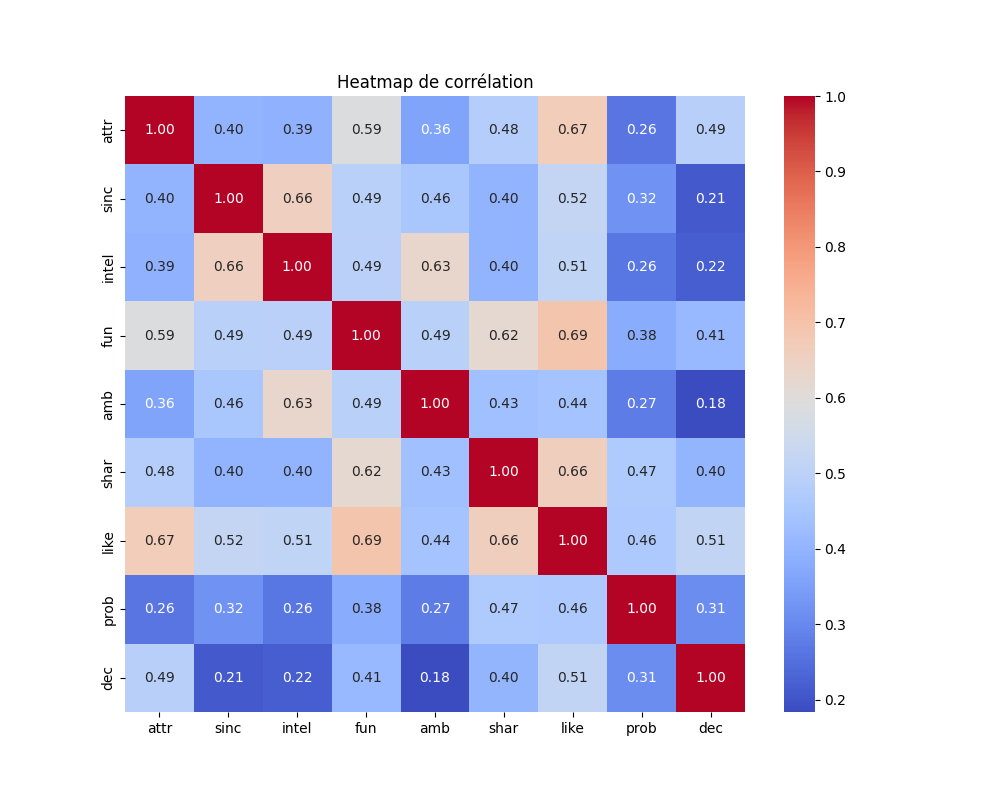 Heatmap de corrélation
attr 1.00 0.40 0.39 0.59 0.36 0.48 0.67 0.26 0.49
sinc 0.40 1.00 0.66 0.49 0.46 0.40 0.52 0.32 0.21
intel 0.39 0.66 1.00 0.49 0.63 0.40 0.51 0.26 0.22
fun 0.59 0.49 0.49 1.00 0.49 0.62 0.69 0.38 0.41
amb 0.36 0.46 0.63 0.49 1.00 0.43 0.44 0.27 0.18
shar 0.48 0.40 0.40 0.62 0.43 1.00 0.66 0.47 0.40
like 0.67 0.52 0.51 0.69 0.44 0.66 1.00 0.46 0.51
prob 0.26 0.32 0.26 0.38 0.27 0.47 0.46 1.00 0.31
dec 0.49 0.21 0.22 0.41 0.18 0.40 0.51 0.31 1.00
attr sinc intel fun amb shar like prob dec
1.0
0.9
0.8
0.7
0.6
0.5
0.4
0.3
0.2